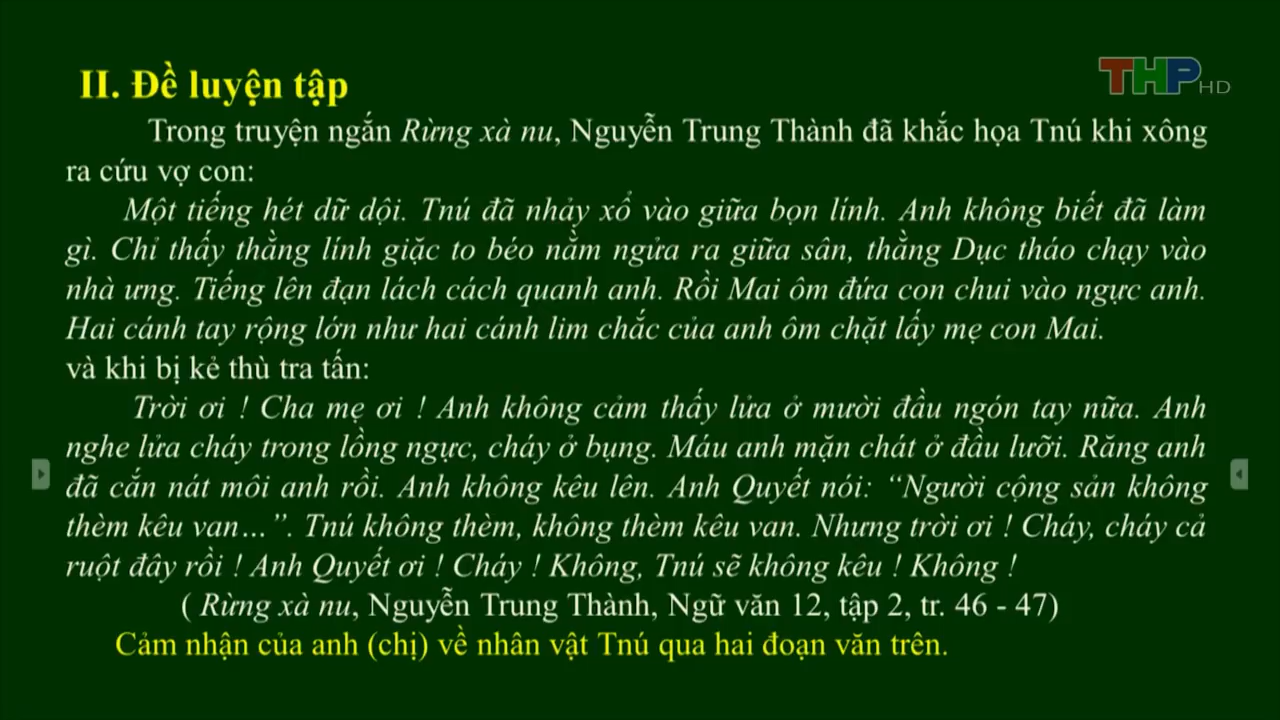 II. Đề luyện tập
THP HD
Trong truyện ngắn Rừng xà nu, Nguyễn Trung Thành đã khắc họa Tnú khi xông
ra cứu vợ con:
Một tiếng hét dữ dội. Tnú đã nhảy xổ vào giữa bọn lính. Anh không biết đã làm
gì. Chỉ thấy thằng lính giặc to béo nằm ngửa ra giữa sân, thằng Dục tháo chạy vào
nhà ưng. Tiếng lên đạn lách cách quanh anh. Rồi Mai ôm đứa con chui vào ngực anh.
Hai cánh tay rộng lớn như hai cánh lim chắc của anh ôm chặt lấy mẹ con Mai.
và khi bị kẻ thù tra tấn:
Trời ơi ! Cha mẹ ơi ! Anh không cảm thấy lửa ở mười đầu ngón tay nữa. Anh
nghe lửa cháy trong lồng ngực, cháy ở bụng. Máu anh mặn chát ở đầu lưỡi. Răng anh
đã cắn nát môi anh rồi. Anh không kêu lên. Anh Quyết nói: “Người cộng sản không
thèm kêu van...”. Tnú không thèm, không thèm kêu van. Nhưng trời ơi ! Cháy, cháy cả
ruột đây rồi ! Anh Quyết ơi ! Cháy ! Không, Tnú sẽ không kêu ! Không !
( Rừng xà nu, Nguyễn Trung Thành, Ngữ văn 12, tập 2, tr. 46 - 47)
Cảm nhận của anh (chị) về nhân vật Tnú qua hai đoạn văn trên.